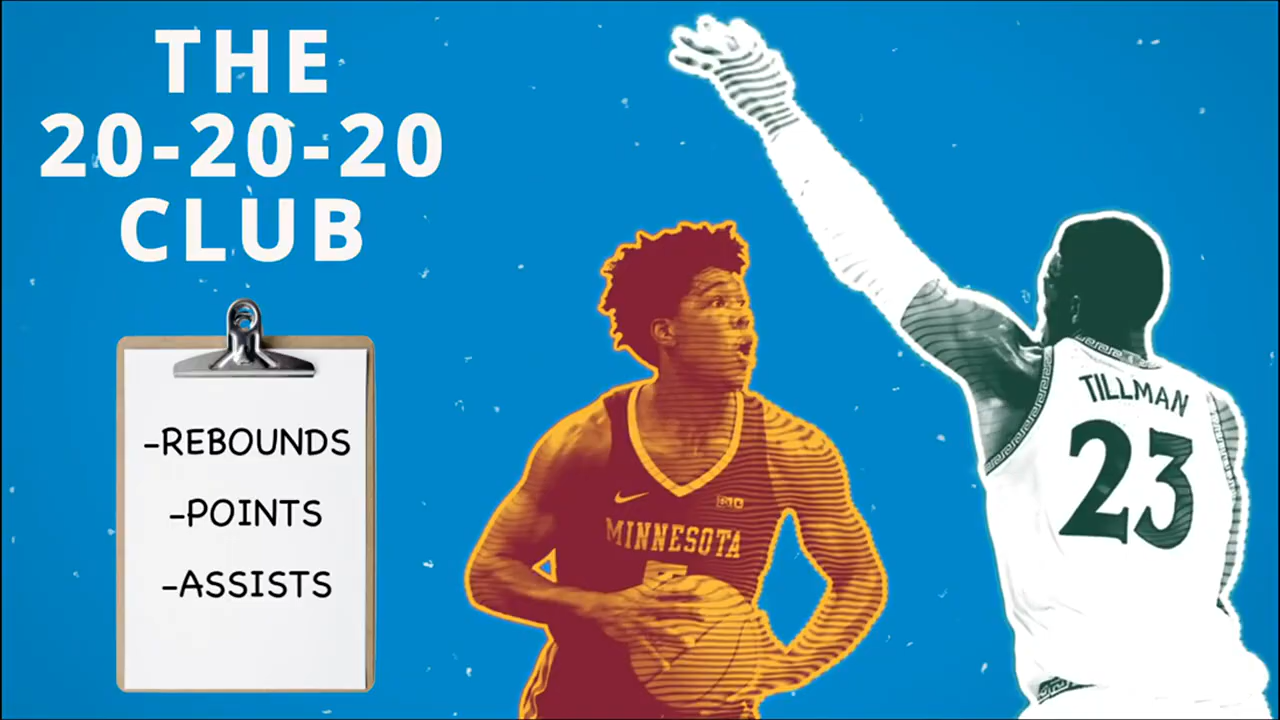 THE
20-20-20
CLUB
-REBOUNDS
-POINTS
-ASSISTS
MINNESOTA
TILLMAN
23